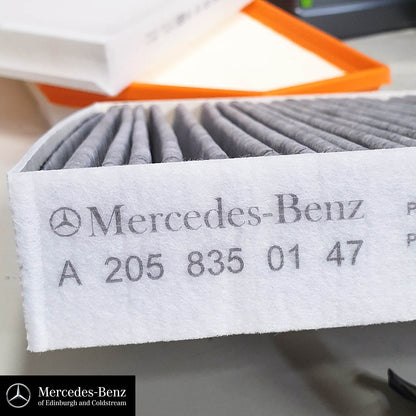 Mercedes-Benz
A 205 835 01 47
P
P
Mercedes-Benz
of Edinburgh and Coldstream